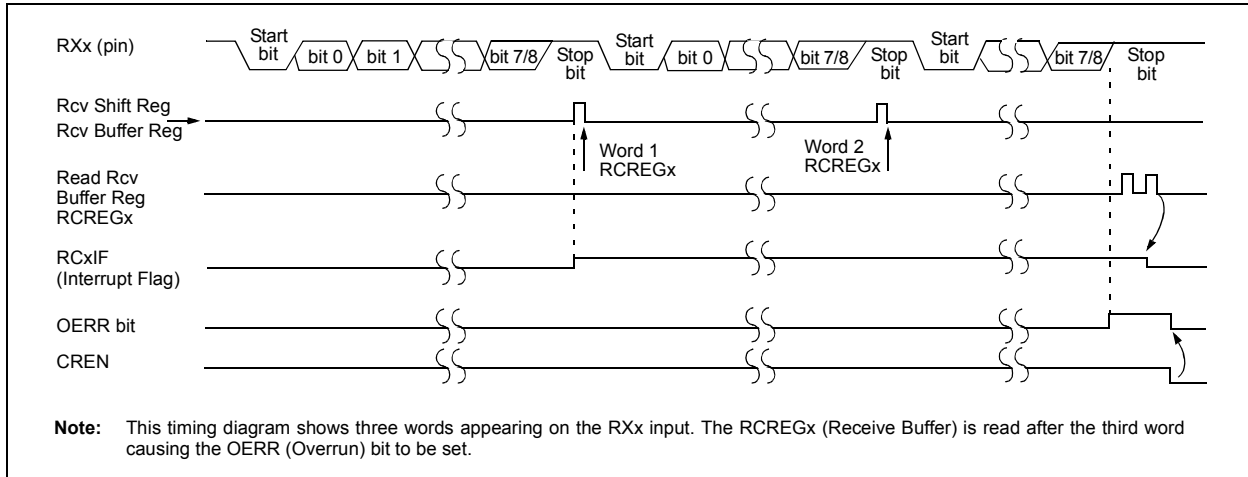 RXx (pin)
Start
bit
bit 0
bit 1
bit 7/8
Stop
bit
Start
bit
bit 0
bit 7/8
Stop
bit
Start
bit
bit 7/8
Stop
bit
Rcv Shift Reg
Rcv Buffer Reg
Word 1
RCREGx
Word 2
RCREGx
Read Rcv
Buffer Reg
RCREGx
RCxIF
(Interrupt Flag)
OERR bit
CREN
Note: This timing diagram shows three words appearing on the RXx input. The RCREGx (Receive Buffer) is read after the third word
causing the OERR (Overrun) bit to be set.